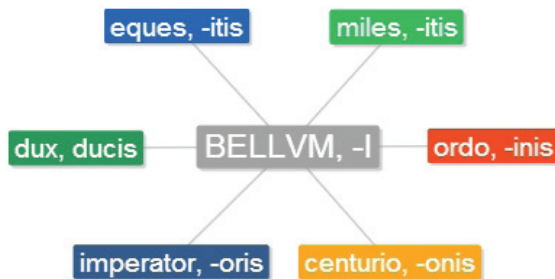 eques, -itis
miles, -itis
dux, ducis
BELLVM, -I
ordo, -inis
imperator, -oris
centurio, -onis